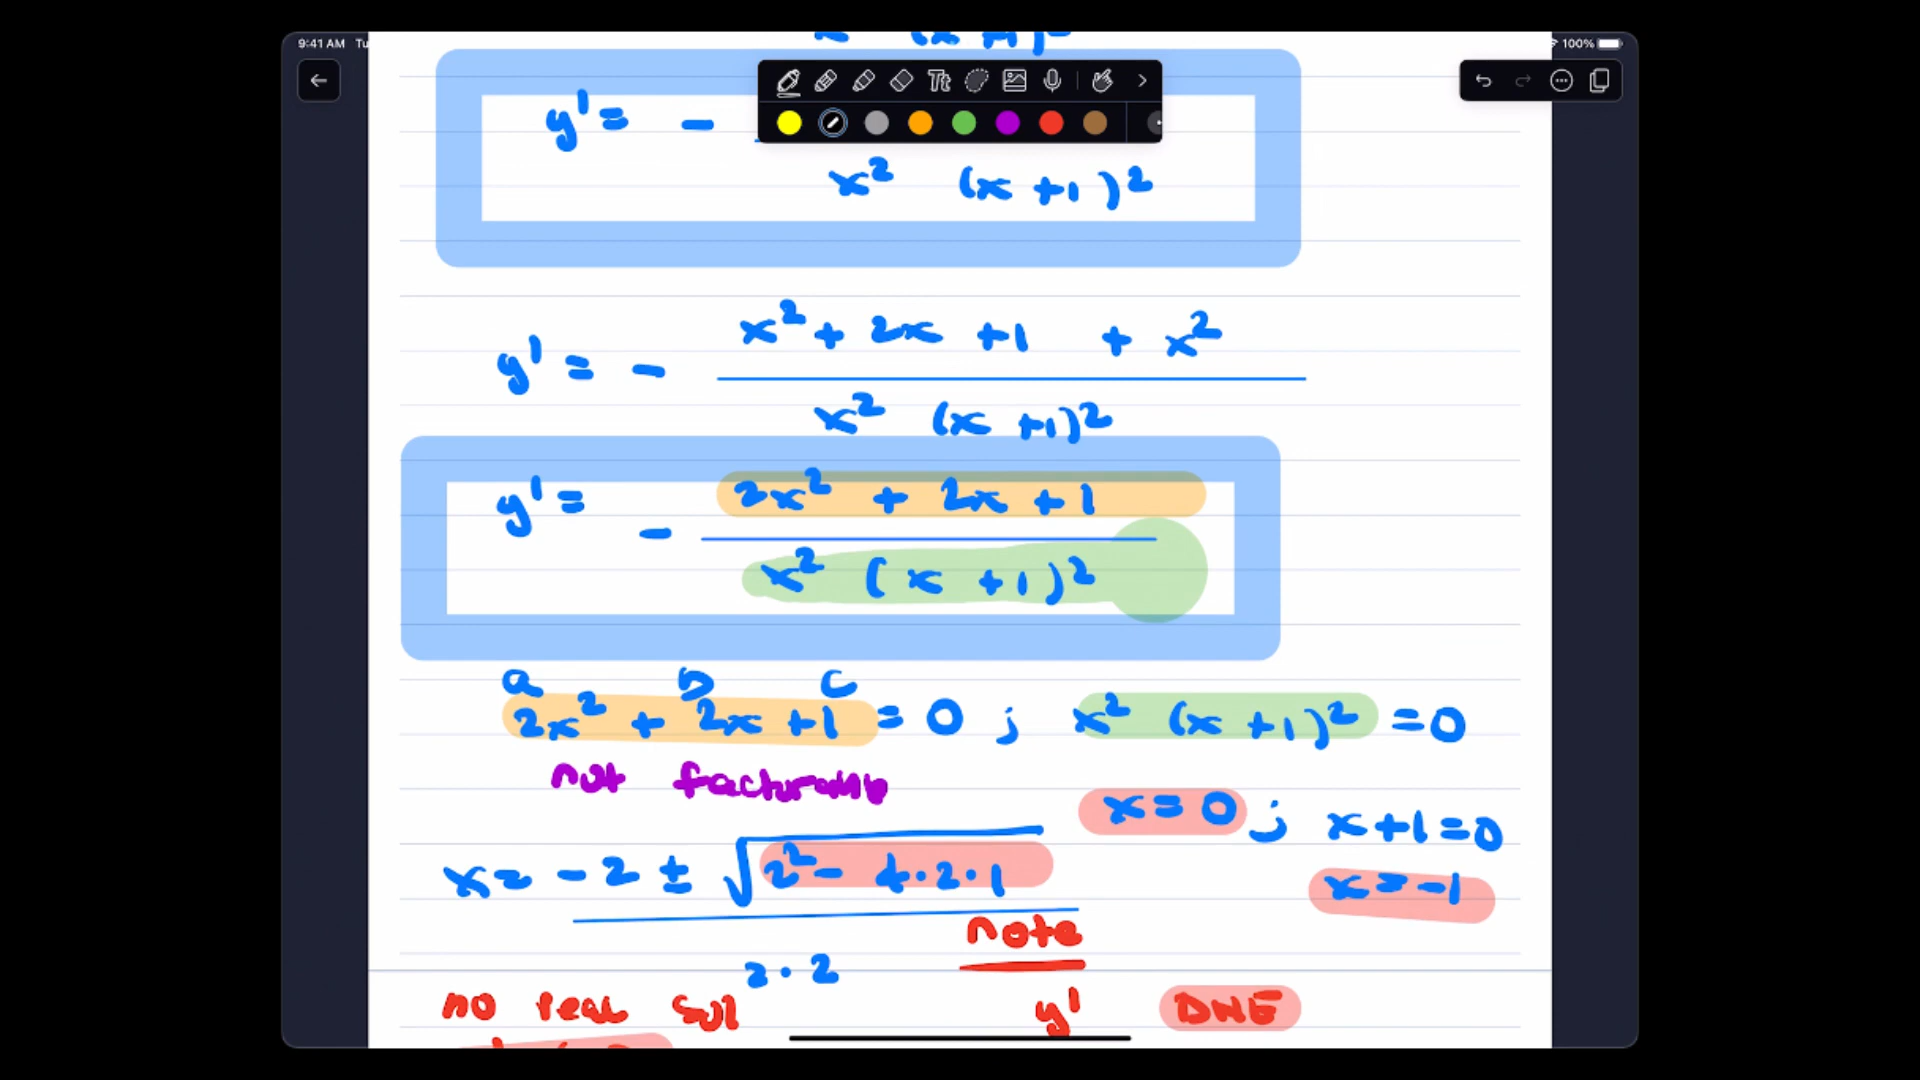 9:41 AM Tu 100%
Tt
y' = -
x² (x +1)²
y' = - x² + 2x +1 + x²
x² (x +1)²
y' = - 2x² + 2x + 1
x² (x +1)²
a b c
2x² + 2x +1 = 0 ; x² (x +1)² = 0
not factorable
x = 0 ; x+1=0
x = -2 ± √2² - 4·2·1
x = -1
2·2
note
no real sol
y' DNE